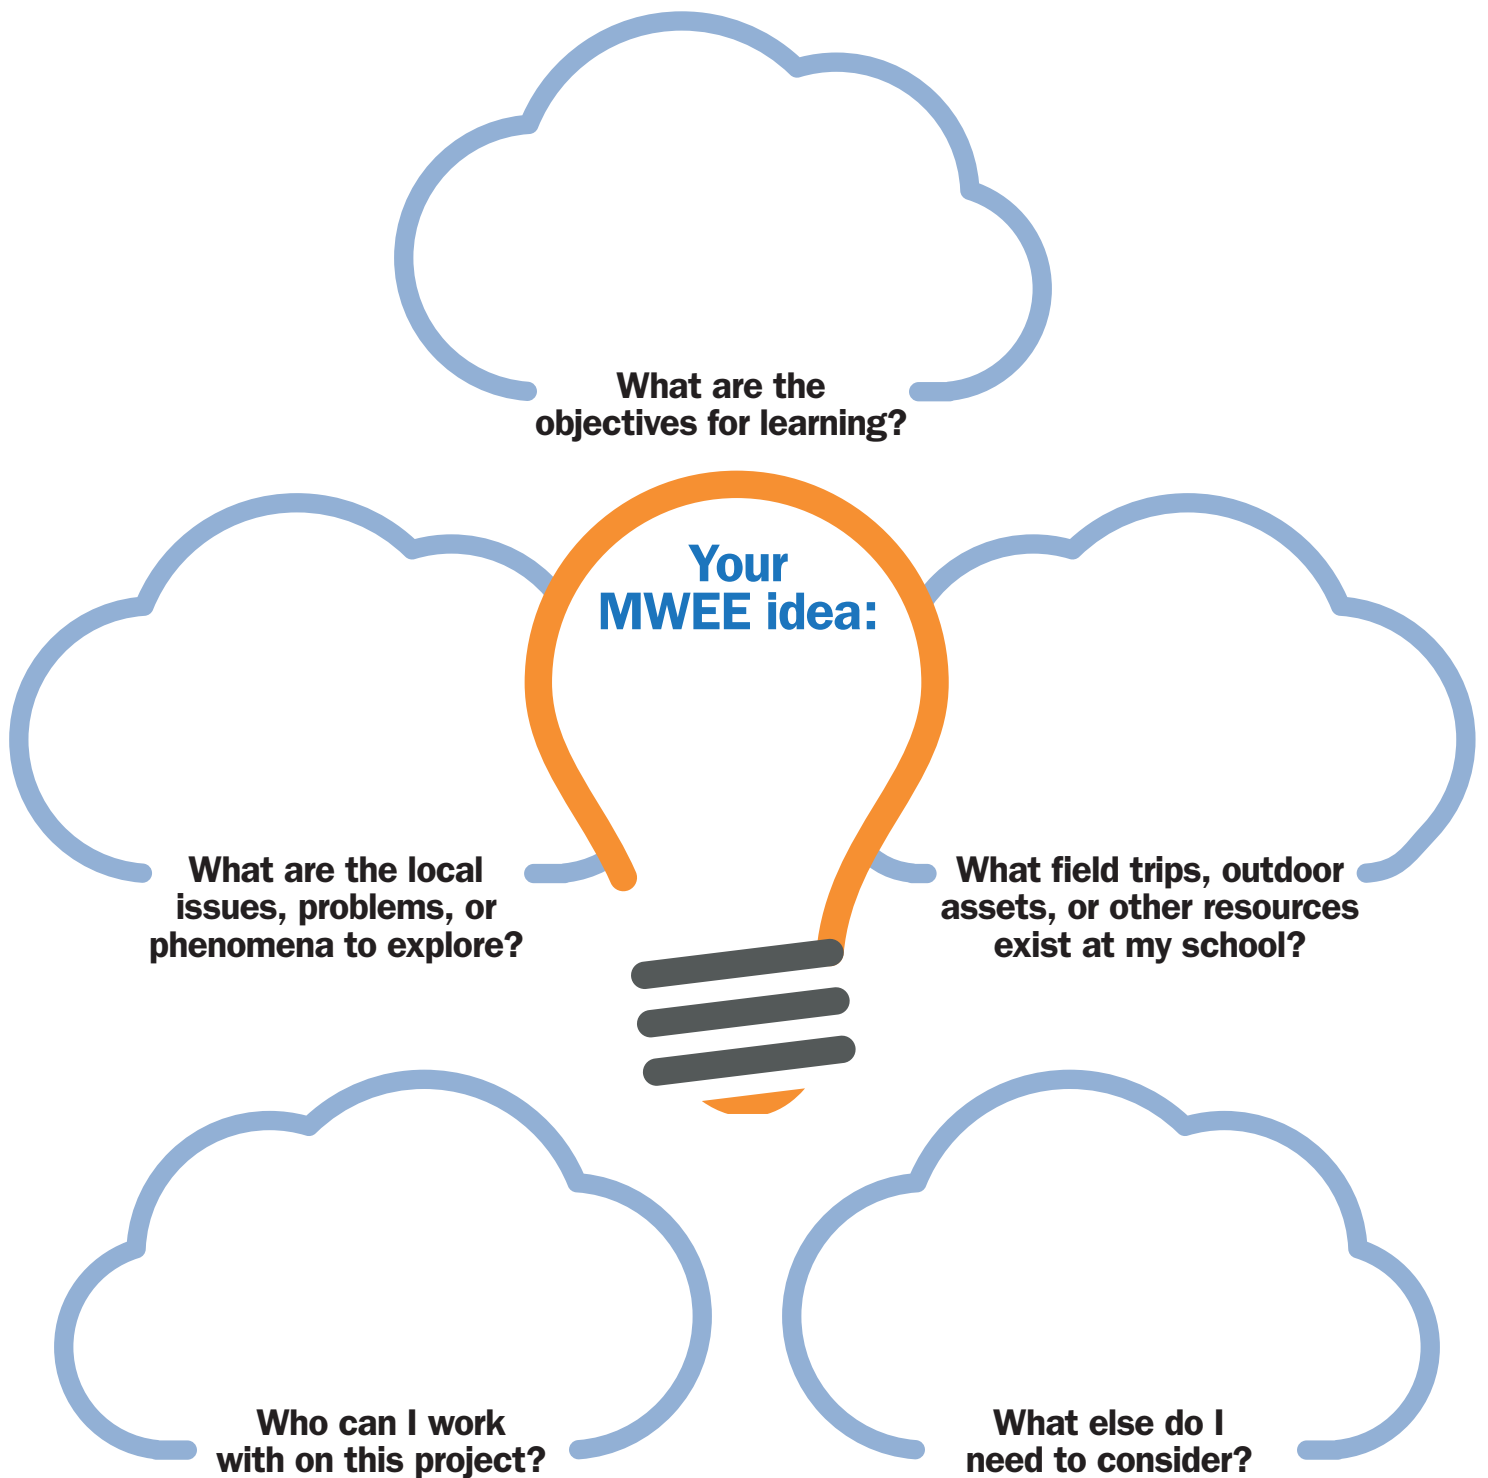 What are the
objectives for learning?
Your
MWEE idea:
What are the local
issues, problems, or
phenomena to explore?
What field trips, outdoor
assets, or other resources
exist at my school?
Who can I work
with on this project?
What else do I
need to consider?